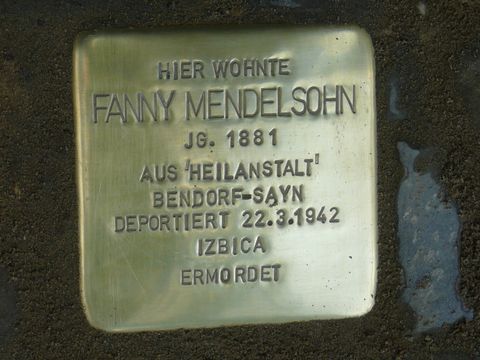 HIER WOHNTE
FANNY MENDELSOHN
JG. 1881
AUS 'HEILANSTALT'
BENDORF-SAYN
DEPORTIERT 22.3.1942
IZBICA
ERMORDET